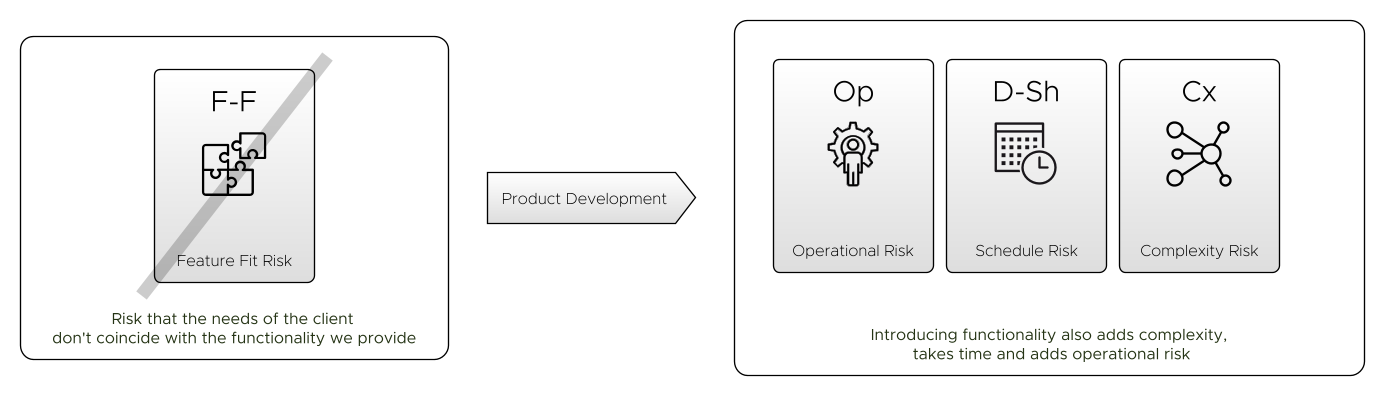 F-F
Feature Fit Risk
Risk that the needs of the client
don't coincide with the functionality we provide
Product Development
Op
Operational Risk
D-Sh
Schedule Risk
Cx
Complexity Risk
Introducing functionality also adds complexity,
takes time and adds operational risk